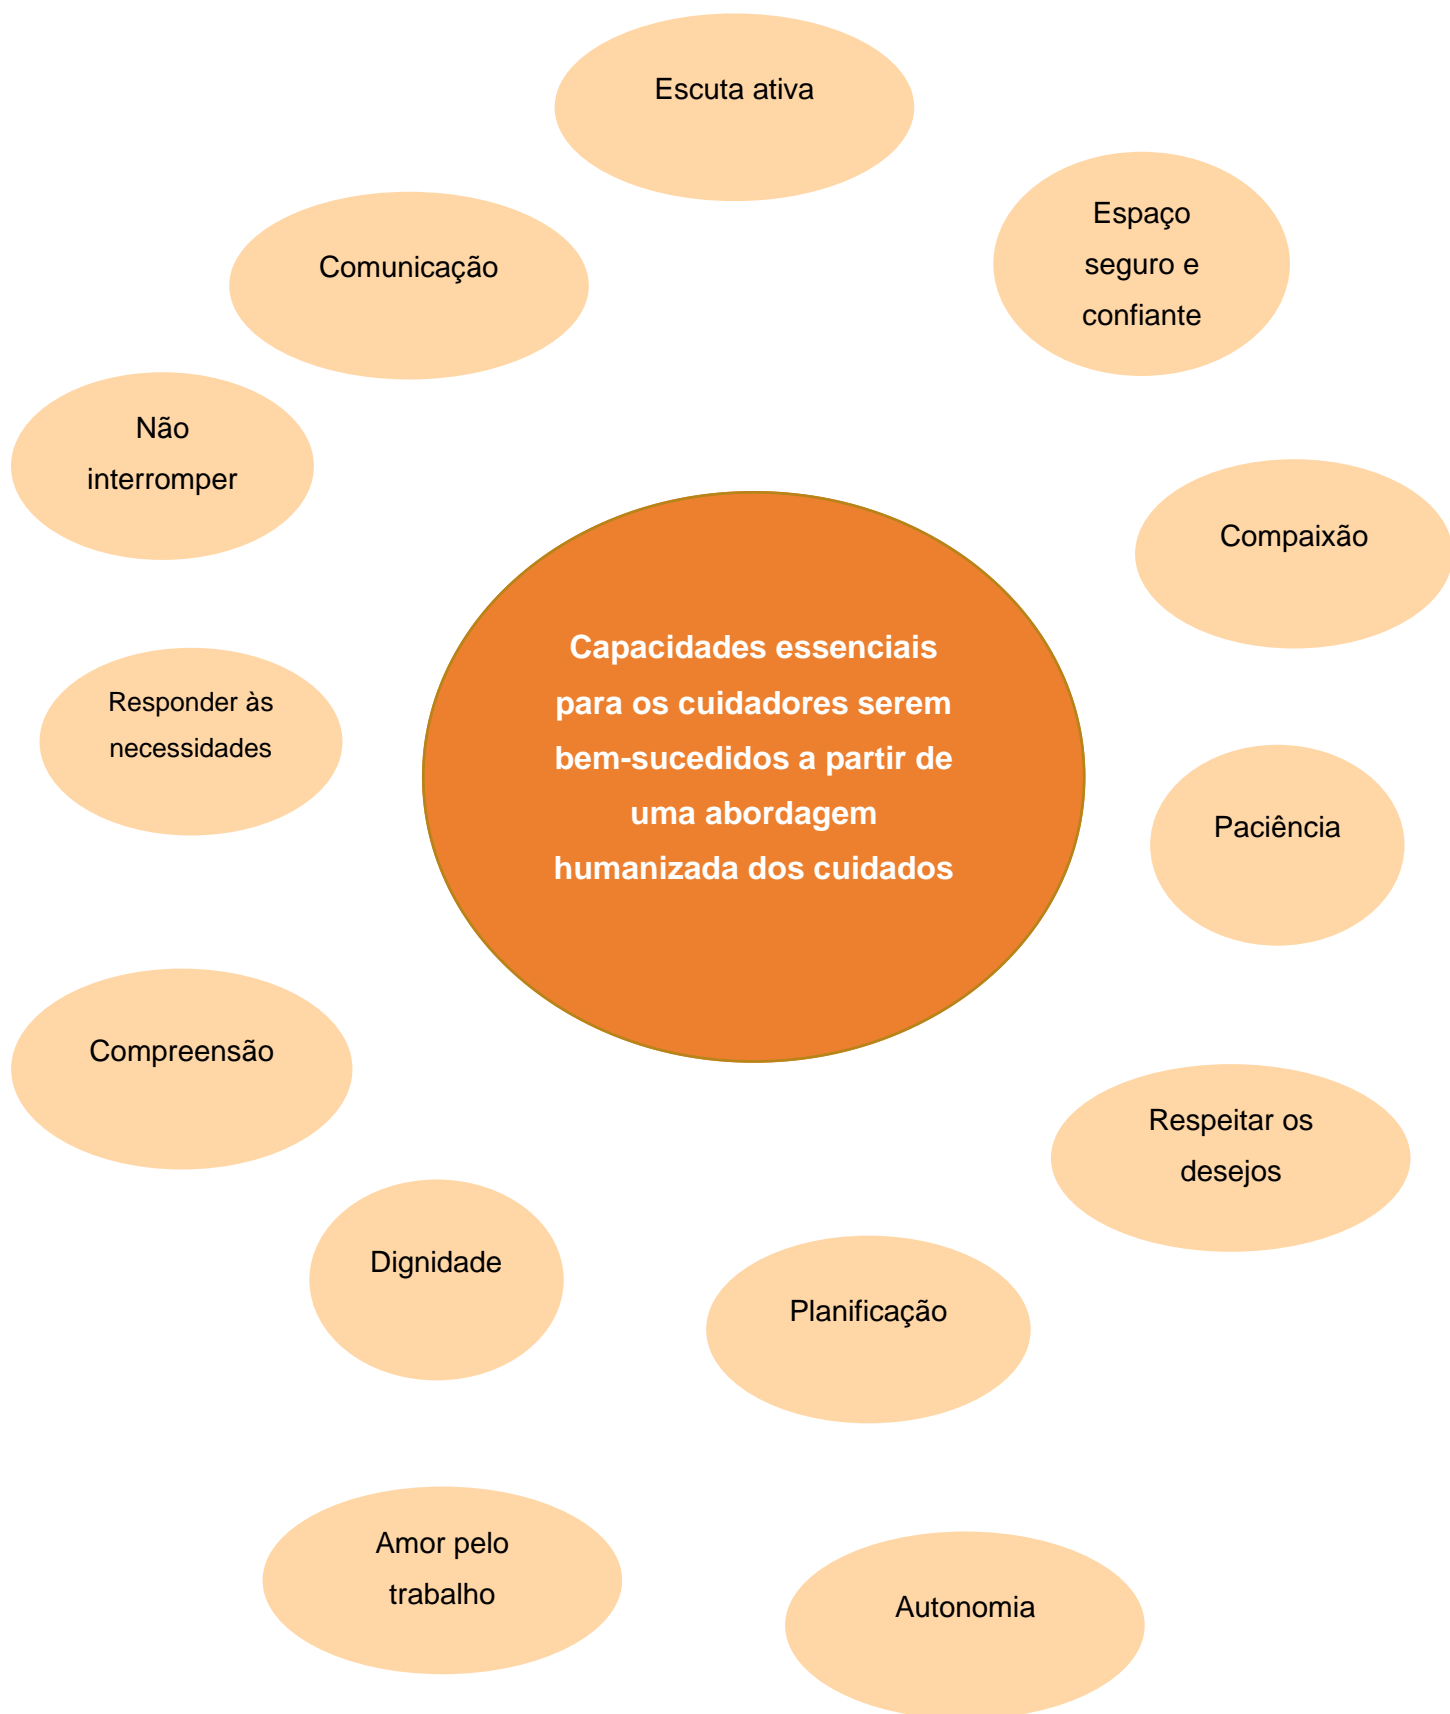 Escuta ativa
Espaço
seguro e
confiante
Comunicação
Não
interromper
Compaixão
Capacidades essenciais
para os cuidadores serem
bem-sucedidos a partir de
uma abordagem
humanizada dos cuidados
Responder às
necessidades
Paciência
Compreensão
Respeitar os
desejos
Dignidade
Planificação
Amor pelo
trabalho
Autonomia